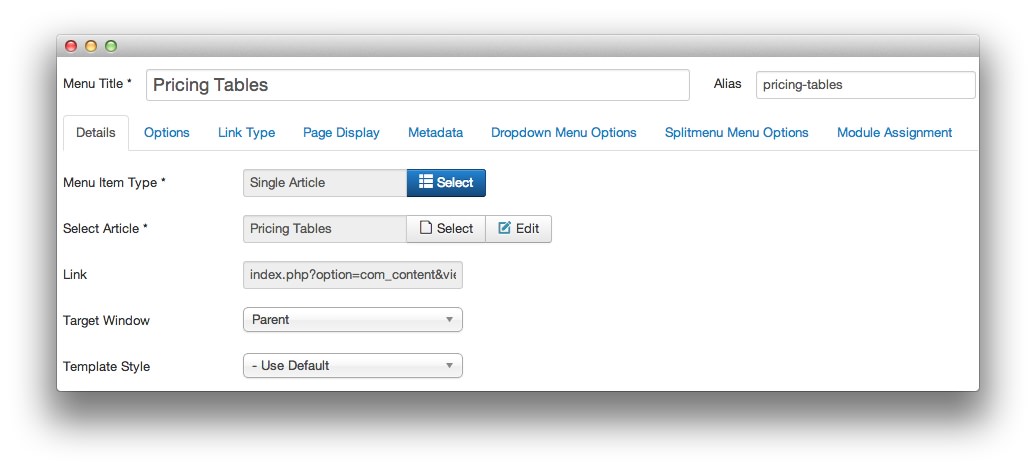 Menu Title * Pricing Tables Alias pricing-tables
Details Options Link Type Page Display Metadata Dropdown Menu Options Splitmenu Menu Options Module Assignment
Menu Item Type * Single Article Select
Select Article * Pricing Tables Select Edit
Link index.php?option=com_content&vie
Target Window Parent
Template Style - Use Default